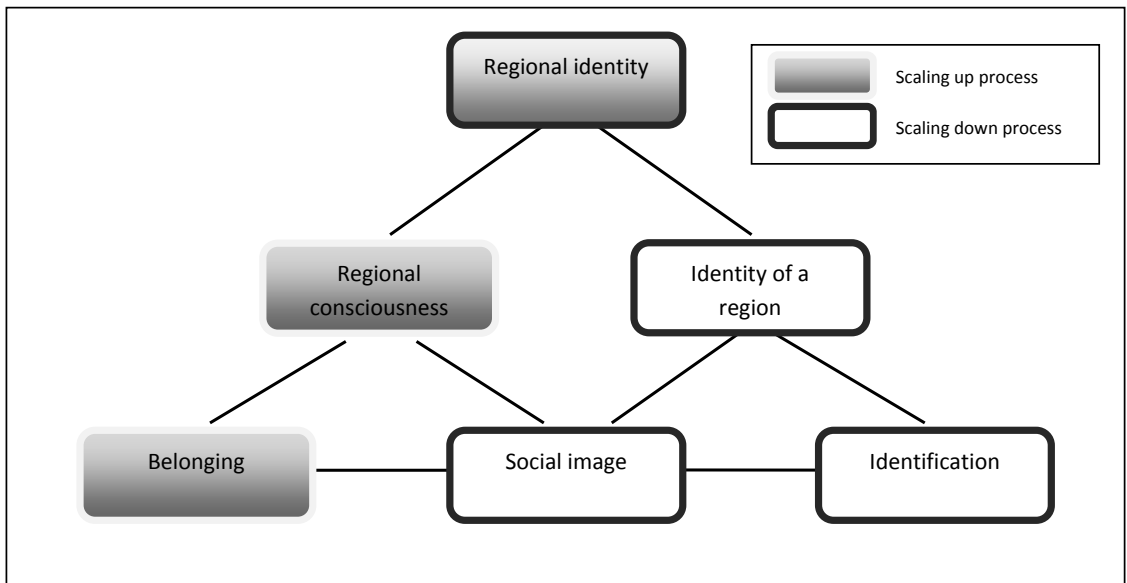 Regional identity
Scaling up process
Scaling down process
Regional
consciousness
Identity of a
region
Belonging
Social image
Identification